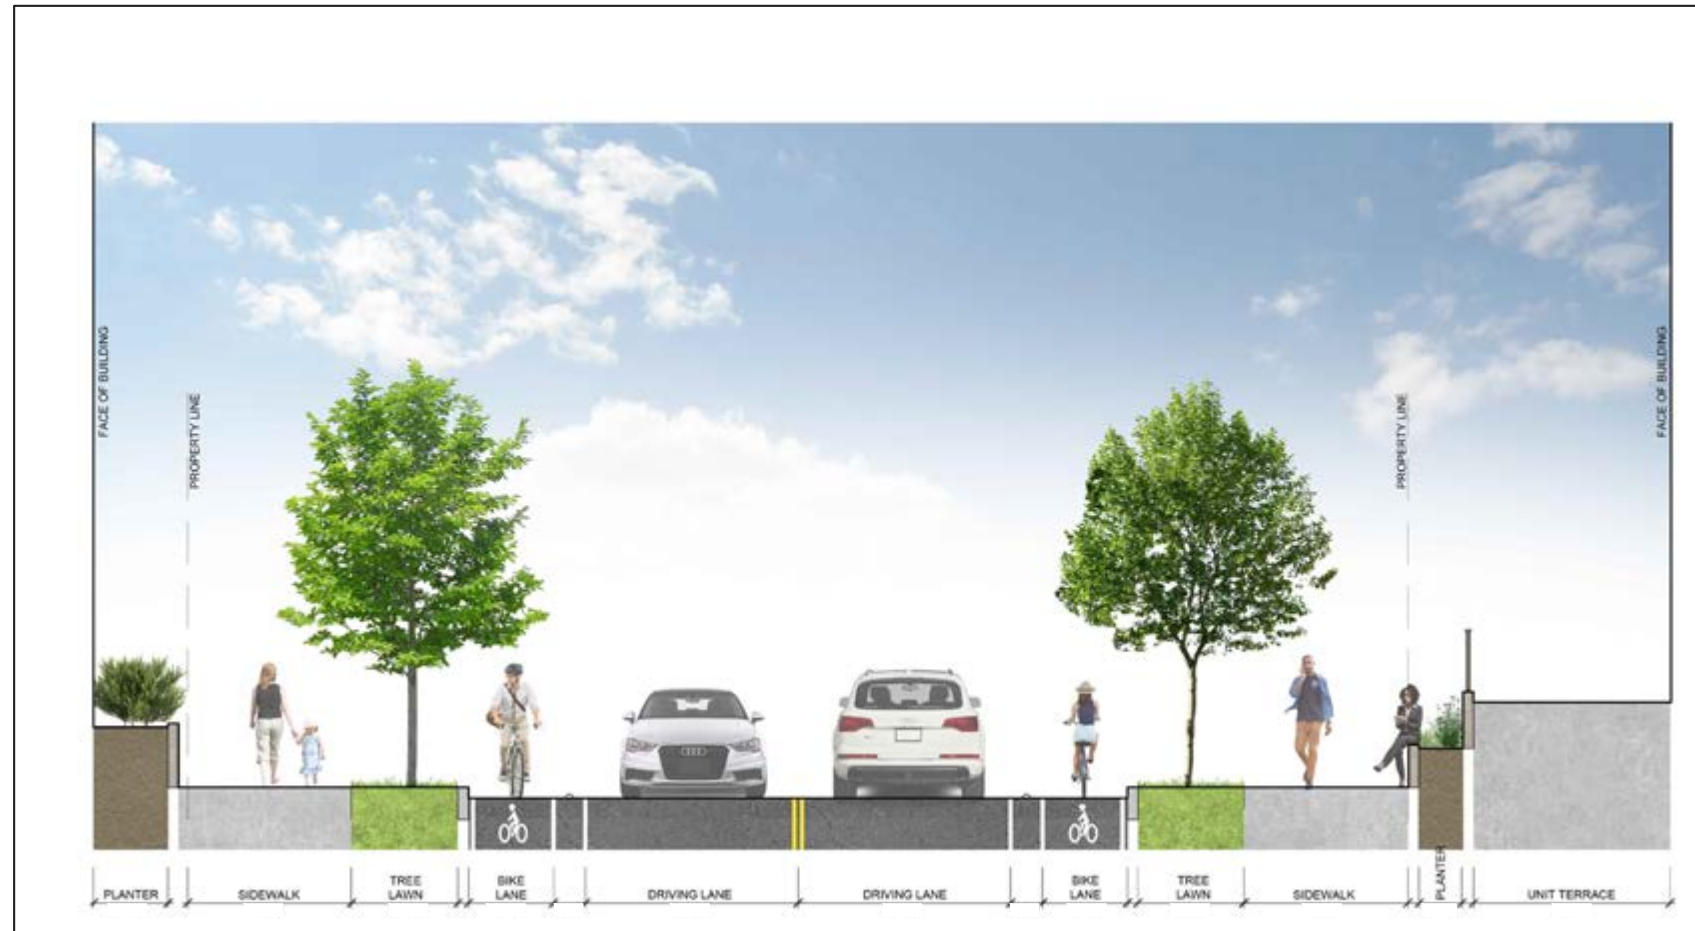 FACE OF BUILDING
PROPERTY LINE
PROPERTY LINE
FACE OF BUILDING
PLANTER
SIDEWALK
TREE
LAWN
BIKE
LANE
DRIVING LANE
DRIVING LANE
BIKE
LANE
TREE
LAWN
SIDEWALK
PLANTER
UNIT TERRACE